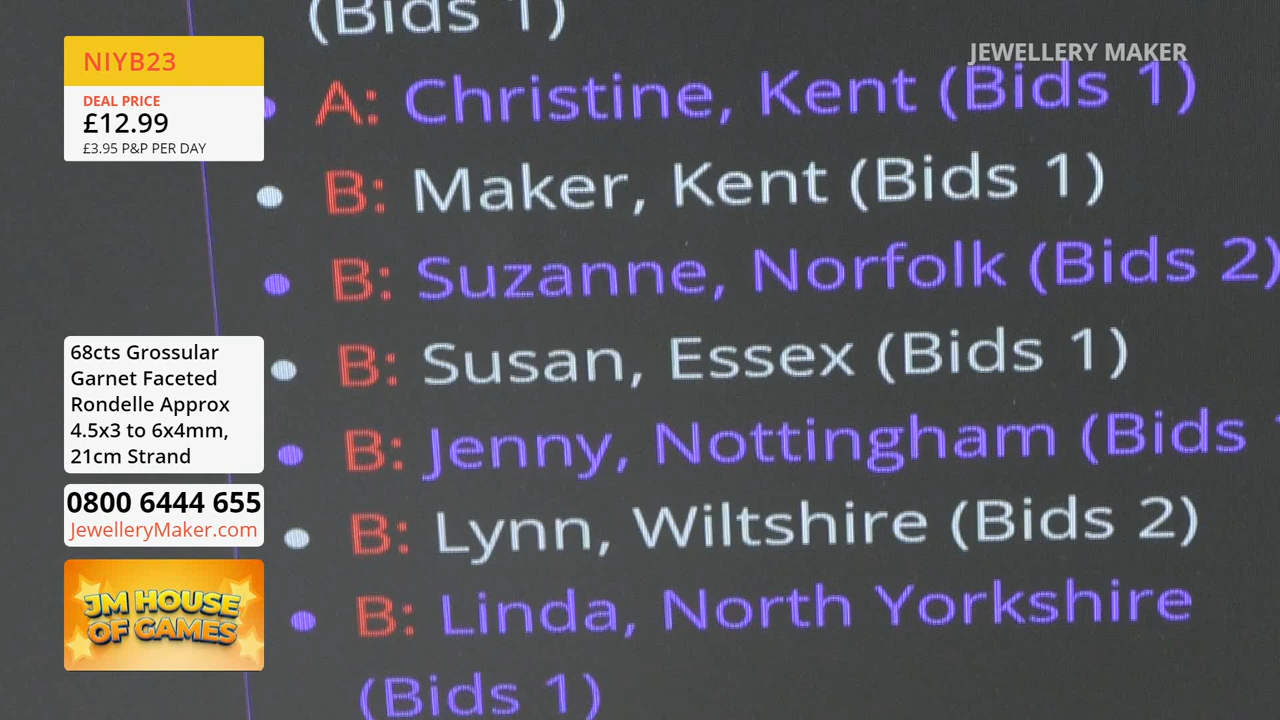 NIYB23
DEAL PRICE
£12.99
£3.95 P&P PER DAY
68cts Grossular
Garnet Faceted
Rondelle Approx
4.5x3 to 6x4mm,
21cm Strand
0800 6444 655
JewelleryMaker.com
JM HOUSE
OF GAMES
JEWELLERY MAKER
(Bids 1)
A: Christine, Kent (Bids 1)
B: Maker, Kent (Bids 1)
B: Suzanne, Norfolk (Bids 2)
B: Susan, Essex (Bids 1)
B: Jenny, Nottingham (Bids
B: Lynn, Wiltshire (Bids 2)
B: Linda, North Yorkshire
(Bids 1)